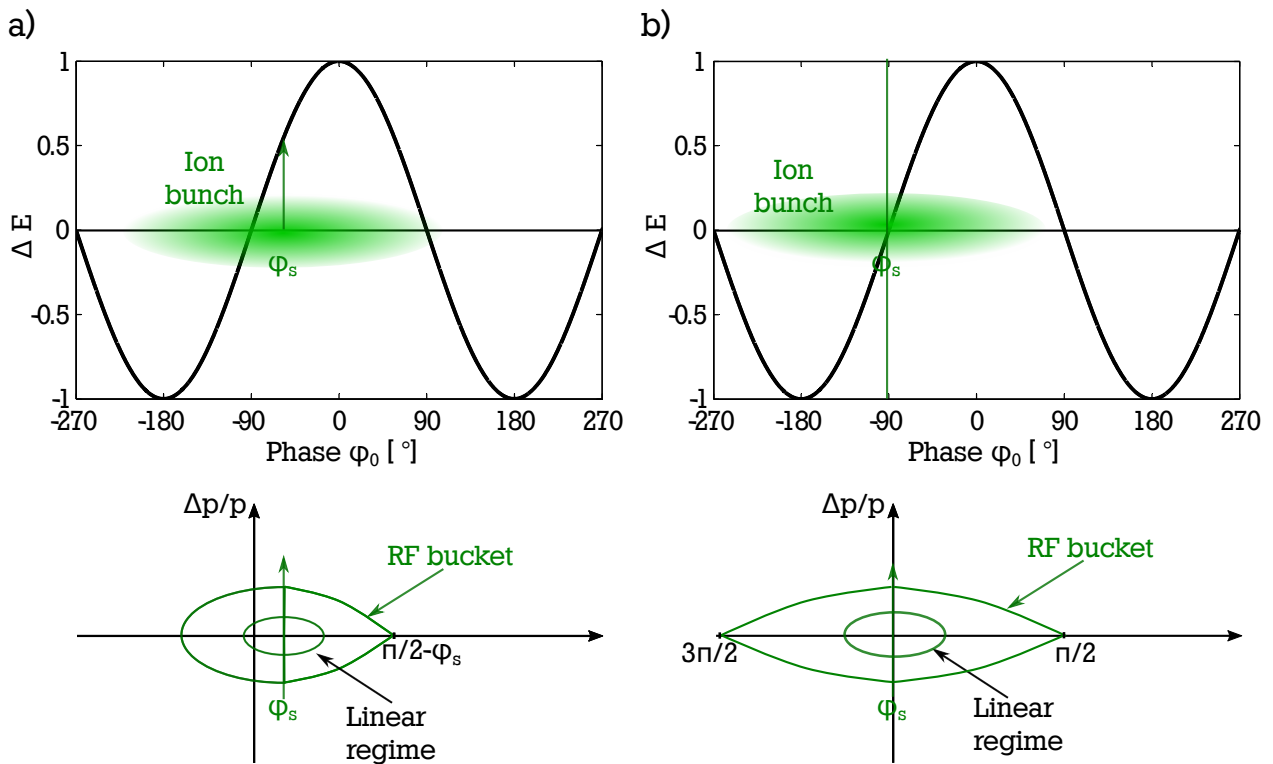 a)
1
0.5
0
-0.5
-1
Δ E
Ion
bunch
φs
-270 -180 -90 0 90 180 270
Phase φ0 [ °]
b)
1
0.5
0
-0.5
-1
Δ E
Ion
bunch
φs
-270 -180 -90 0 90 180 270
Phase φ0 [ °]
Δp/p
RF bucket
π/2-φs
φs
Linear
regime
Δp/p
RF bucket
3π/2
π/2
φs
Linear
regime